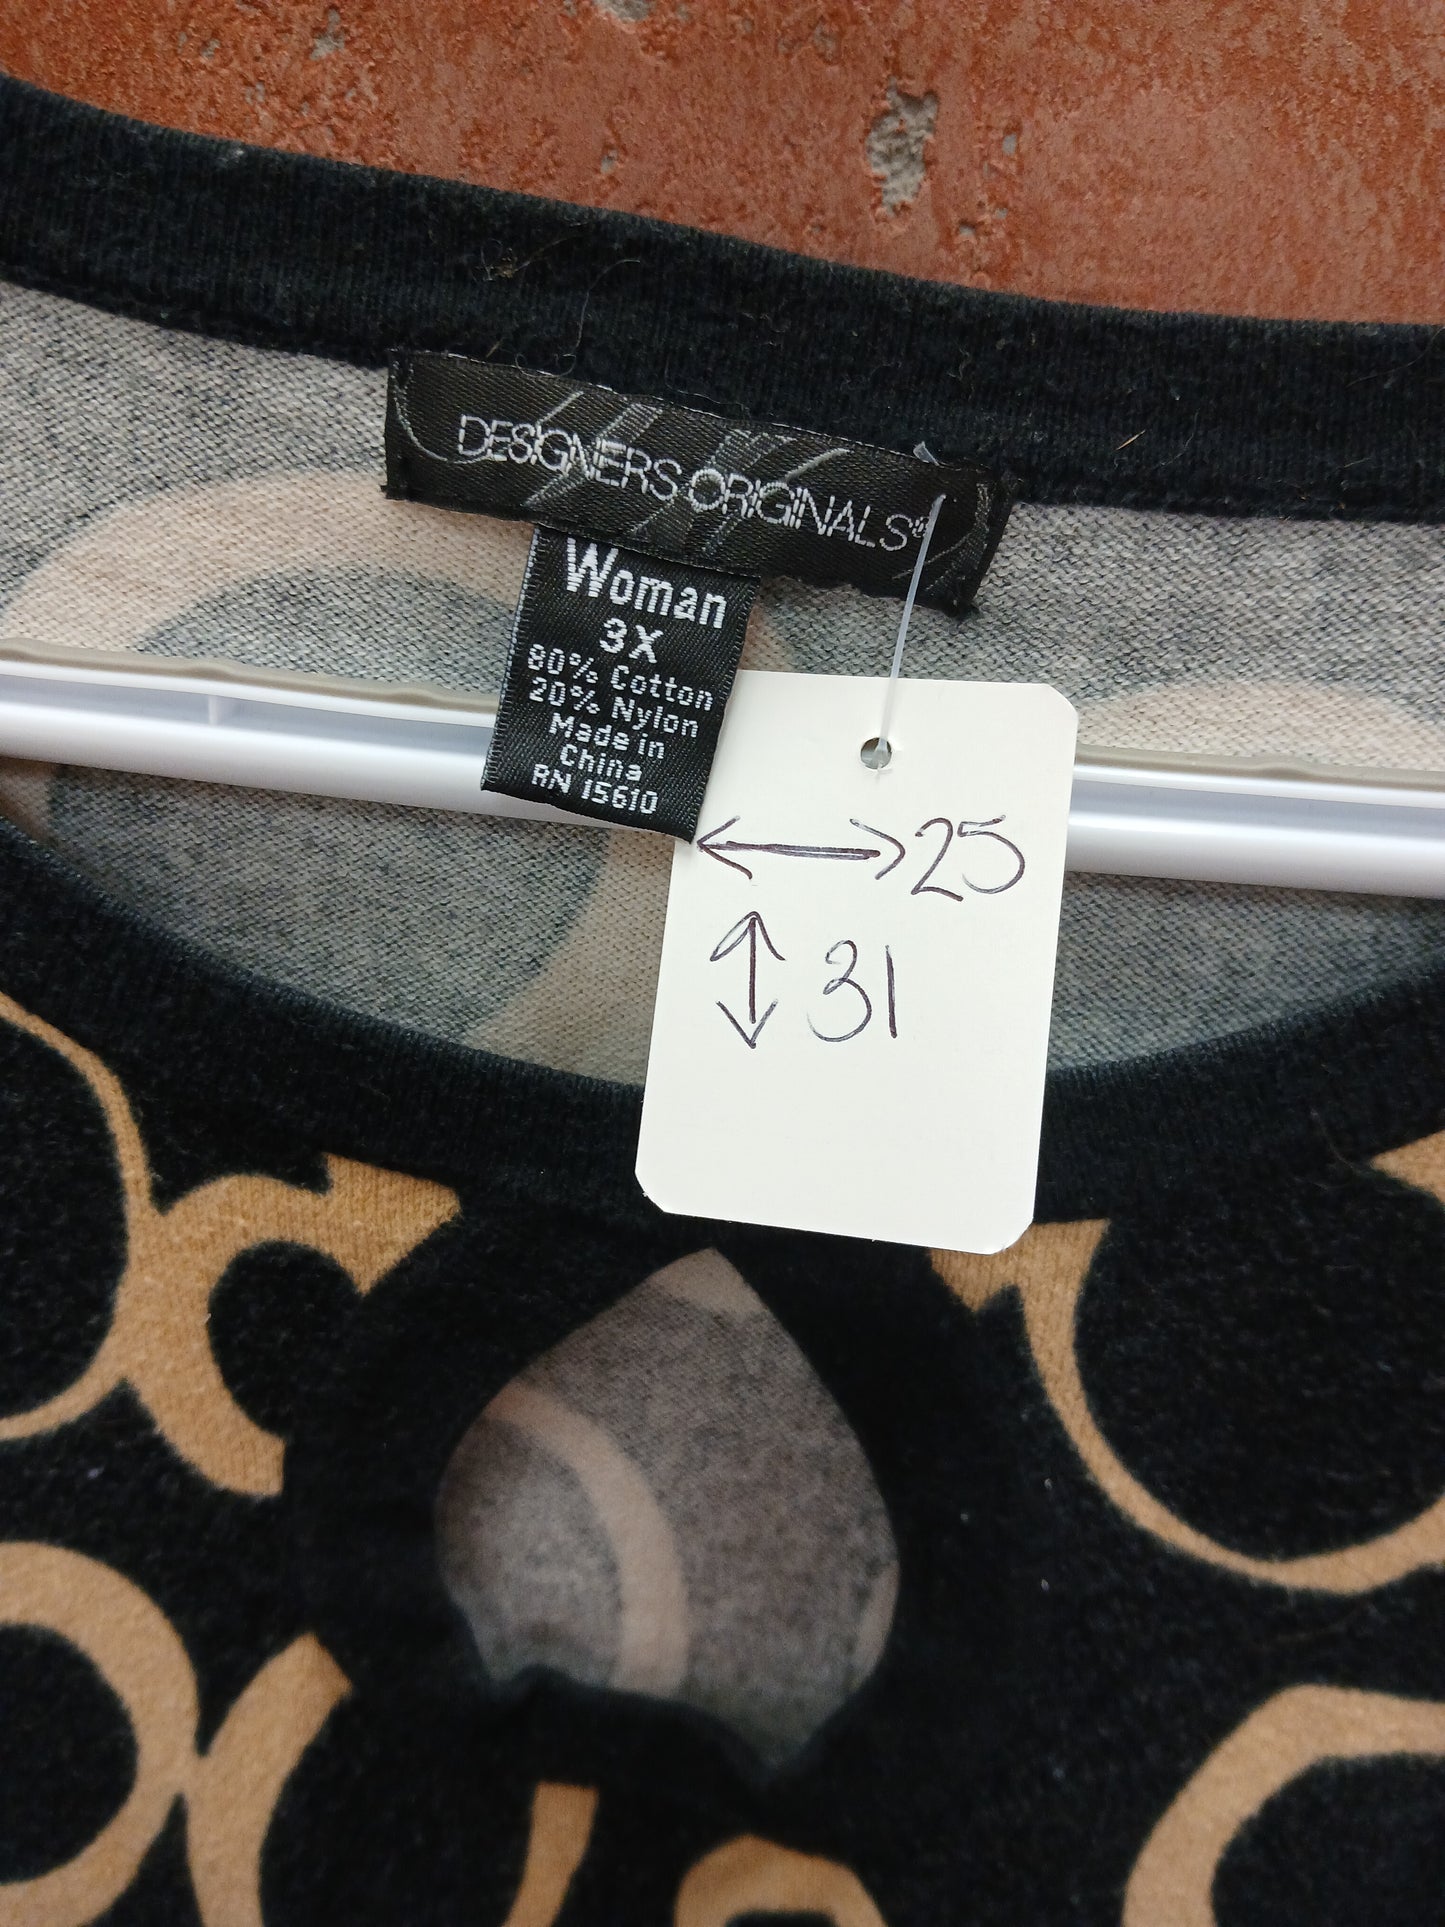 DESIGNERS ORIGINALS®
Woman
3X
80% Cotton
20% Nylon
Made in
China
RN 15610
←→ 25
↕ 31